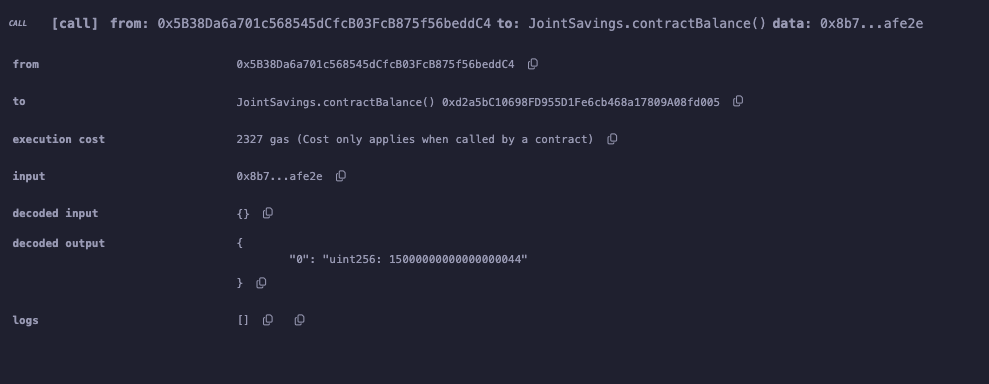 CALL [call] from: 0x5B38Da6a701c568545dCfcB03FcB875f56beddC4 to: JointSavings.contractBalance() data: 0x8b7...afe2e
from 0x5B38Da6a701c568545dCfcB03FcB875f56beddC4
to JointSavings.contractBalance() 0xd2a5bC10698FD955D1Fe6cb468a17809A08fd005
execution cost 2327 gas (Cost only applies when called by a contract)
input 0x8b7...afe2e
decoded input {}
decoded output {
"0": "uint256: 15000000000000000044"
}
logs []